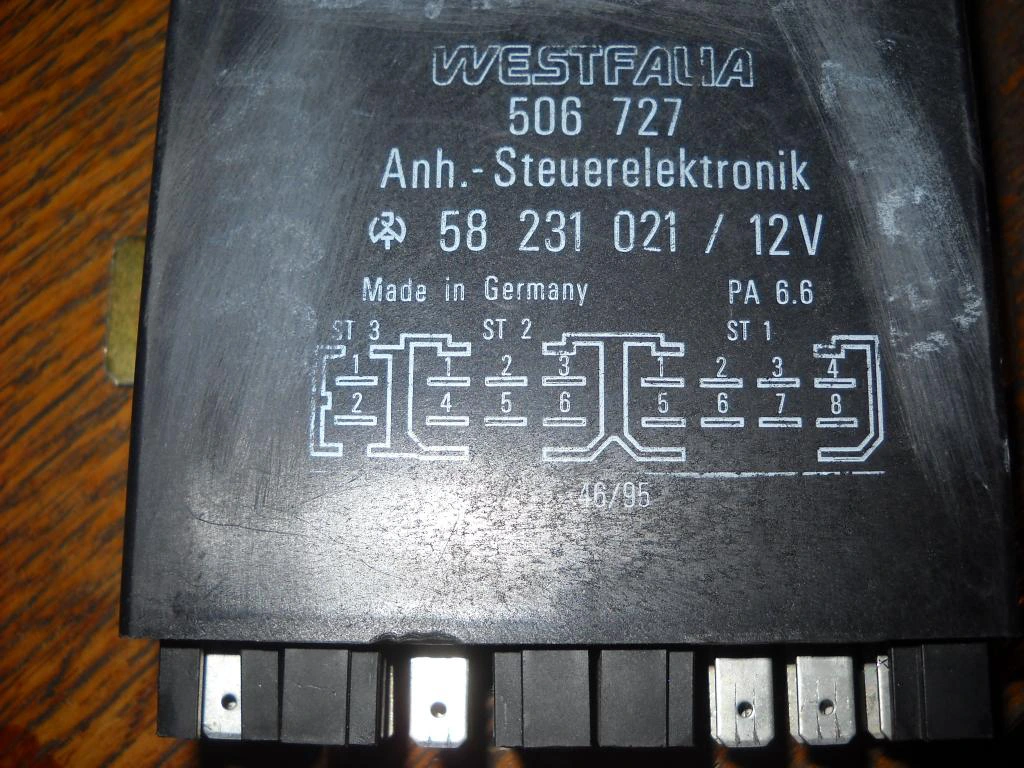 WESTFALIA
506 727
Anh.-Steuerelektronik
58 231 021 / 12V
Made in Germany PA 6.6
ST 3 ST 2 ST 1
1 1 2 3 1 2 3 4
2 4 5 6 5 6 7 8
46/95